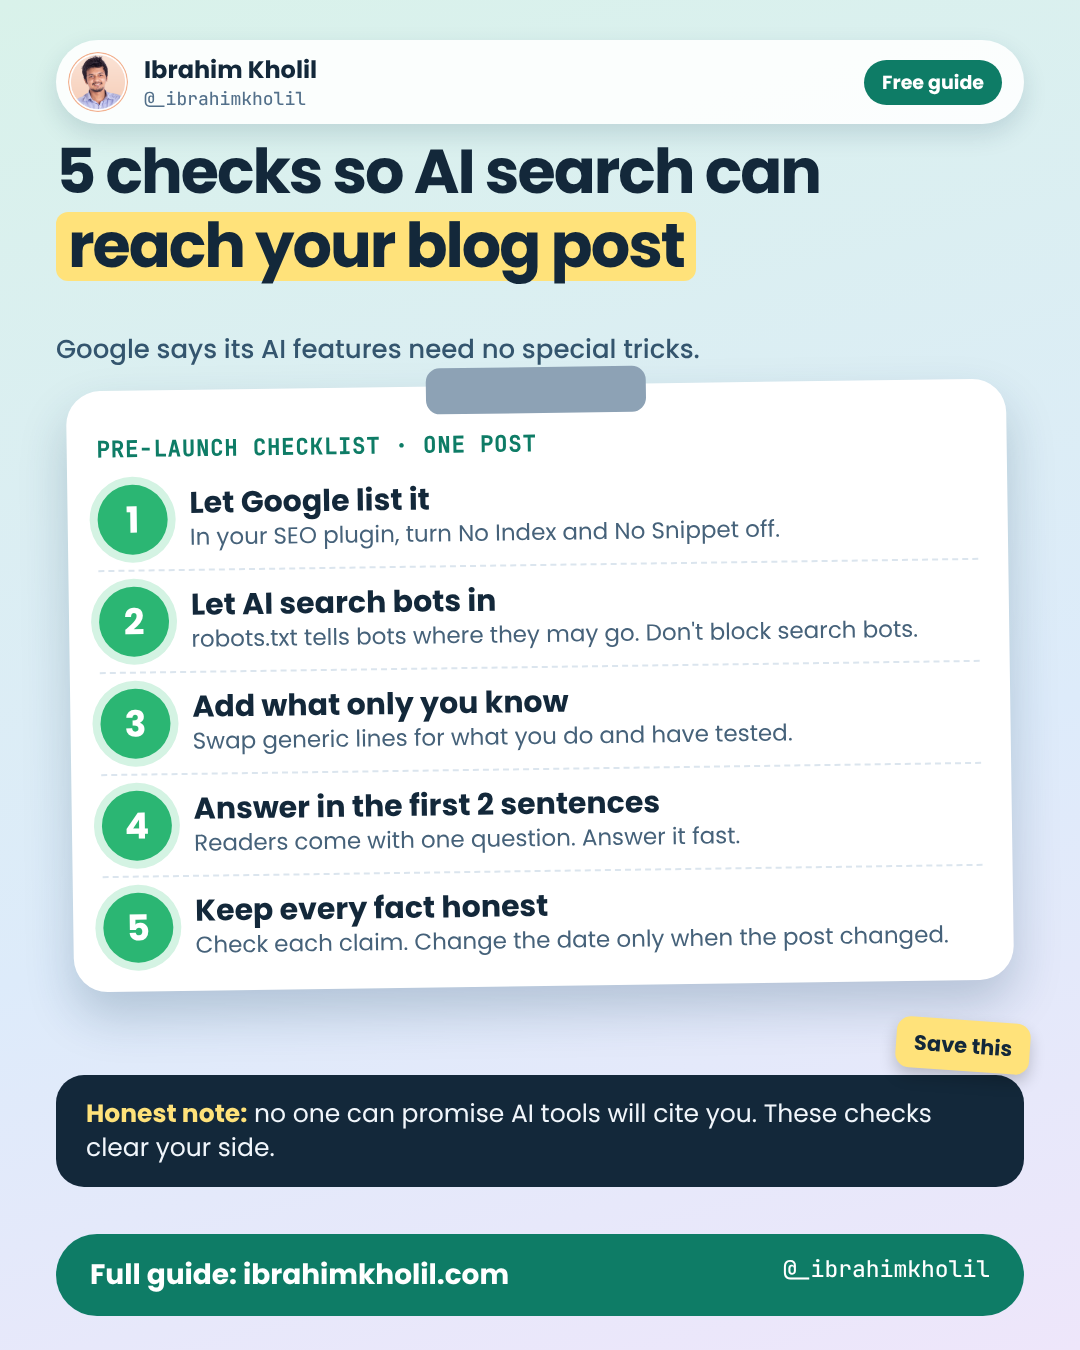 Ibrahim Kholil
@_ibrahimkholil
Free guide
5 checks so AI search can
reach your blog post
Google says its AI features need no special tricks.
PRE-LAUNCH CHECKLIST · ONE POST
1
Let Google list it
In your SEO plugin, turn No Index and No Snippet off.
2
Let AI search bots in
robots.txt tells bots where they may go. Don't block search bots.
3
Add what only you know
Swap generic lines for what you do and have tested.
4
Answer in the first 2 sentences
Readers come with one question. Answer it fast.
5
Keep every fact honest
Check each claim. Change the date only when the post changed.
Save this
Honest note: no one can promise AI tools will cite you. These checks
clear your side.
Full guide: ibrahimkholil.com
@_ibrahimkholil